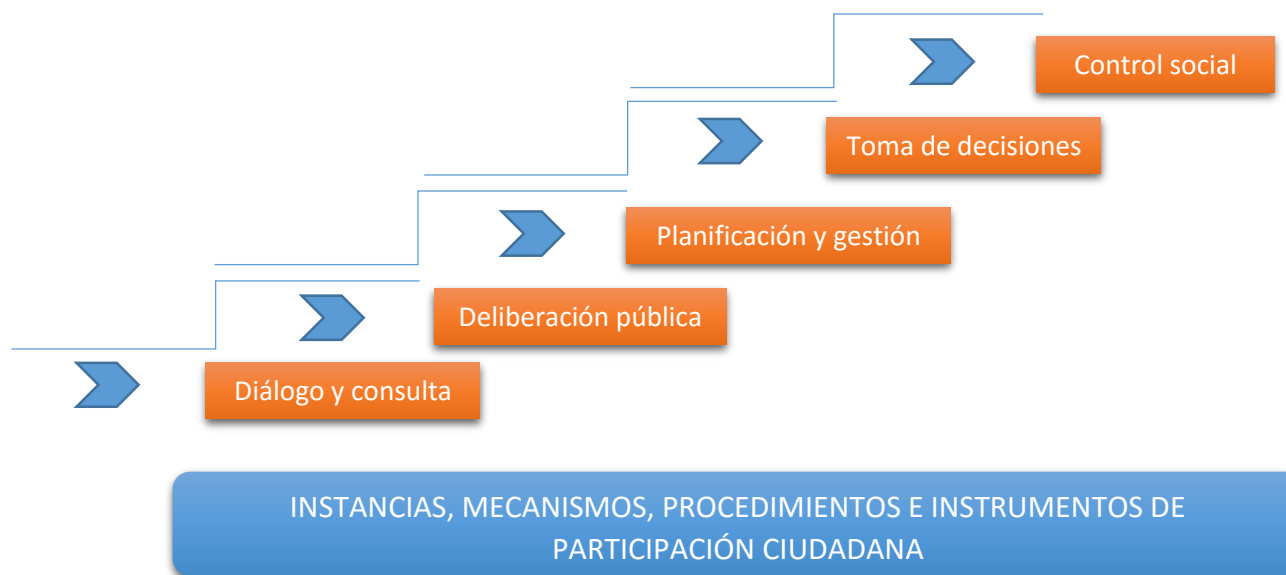 Control social
Toma de decisiones
Planificación y gestión
Deliberación pública
Diálogo y consulta
INSTANCIAS, MECANISMOS, PROCEDIMIENTOS E INSTRUMENTOS DE
PARTICIPACIÓN CIUDADANA